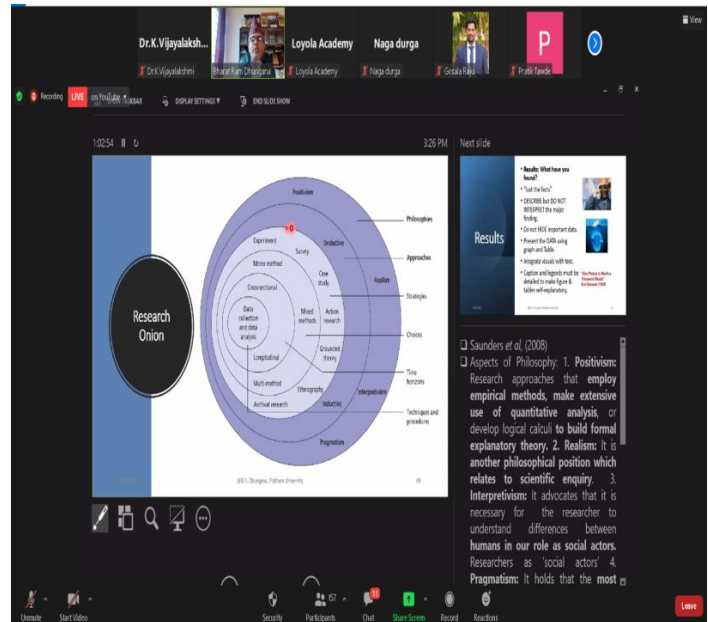 View
Dr.K.Vijayalaksh...
Loyola Academy
Naga durga
P
Dr.K.Vijayalakshmi
Bharat Ram Dhungana
Loyola Academy
Naga durga
Gosala Raju
Pratik Tawde
Recording
LIVE
on YouTube
TASKBAR
DISPLAY SETTINGS
END SLIDE SHOW
1:02:54
3:26 PM
Next slide
Research
Onion
Positivism
Philosophies
Experiment
Survey
Deductive
Approaches
Mono method
Case
study
Realism
Cross-sectional
Strategies
Data
collection
and data
analysis
Mixed
methods
Action
research
Choices
Longitudinal
Grounded
theory
Time
horizons
Multi-method
Ethnography
Interpretivism
Archival research
Inductive
Techniques and
procedures
Pragmatism
Results
• Results: What have you
found?
• "Just the facts"
• DESCRIBE but DO NOT
INTERPRET the major
finding.
• Do not HIDE important data.
• Present the DATA using
graph and Table.
• Integrate visuals with text.
• Caption and legends must be
detailed to make figure &
tables self-explanatory.
❑ Saunders et al, (2008)
❑ Aspects of Philosophy: 1. Positivism:
Research approaches that employ
empirical methods, make extensive
use of quantitative analysis, or
develop logical calculi to build formal
explanatory theory. 2. Realism: It is
another philosophical position which
relates to scientific enquiry. 3.
Interpretivism: It advocates that it is
necessary for the researcher to
understand differences between
humans in our role as social actors.
Researchers as 'social actors' 4.
Pragmatism: It holds that the most
Unmute
Start Video
Security
157
Participants
11
Chat
Share Screen
Record
Reactions
Leave